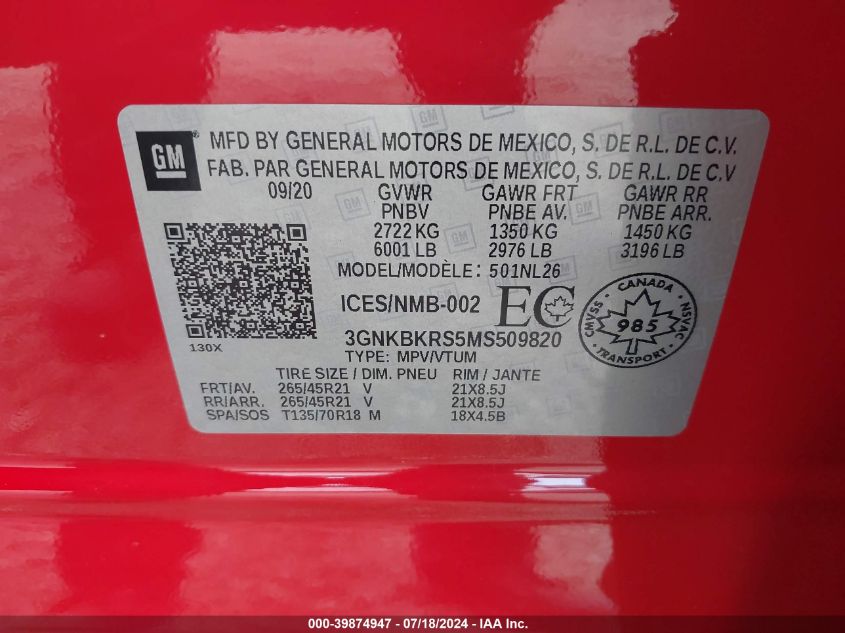 GM
MFD BY GENERAL MOTORS DE MEXICO, S. DE R.L. DE C.V.
FAB. PAR GENERAL MOTORS DE MEXICO, S. DE R.L. DE C.V
09/20 GVWR GAWR FRT GAWR RR
PNBV PNBE AV. PNBE ARR.
2722 KG 1350 KG 1450 KG
6001 LB 2976 LB 3196 LB
MODEL/MODÈLE: 501NL26
ICES/NMB-002 EC
CANADA
CMVSS 985 NSVAC
TRANSPORT
3GNKBKRS5MS509820
130X
TYPE: MPV/VTUM
TIRE SIZE / DIM. PNEU RIM / JANTE
FRT/AV. 265/45R21 V 21X8.5J
RR/ARR. 265/45R21 V 21X8.5J
SPA/SOS T135/70R18 M 18X4.5B
000-39874947 - 07/18/2024 - IAA Inc.